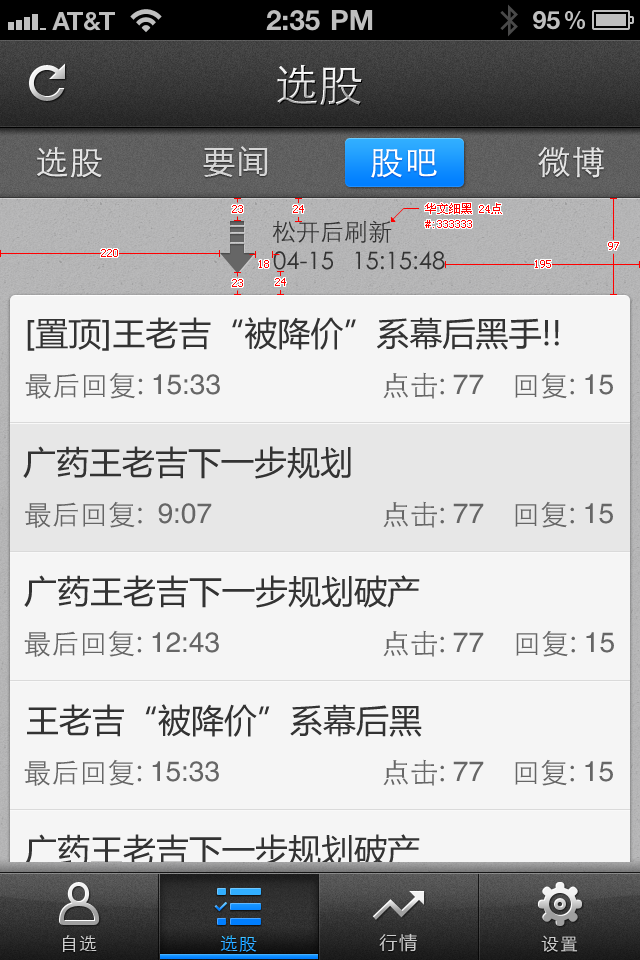 AT&T 2:35 PM 95%
选股
选股 要闻 股吧 微博
23 24 华文细黑 24点
#:333333
松开后刷新
97
220
18 04-15 15:15:48 195
23 24
[置顶]王老吉“被降价”系幕后黑手!!
最后回复: 15:33 点击: 77 回复: 15
广药王老吉下一步规划
最后回复: 9:07 点击: 77 回复: 15
广药王老吉下一步规划破产
最后回复: 12:43 点击: 77 回复: 15
王老吉“被降价”系幕后黑
最后回复: 15:33 点击: 77 回复: 15
广药王老吉下一步规划破产
自选 选股 行情 设置